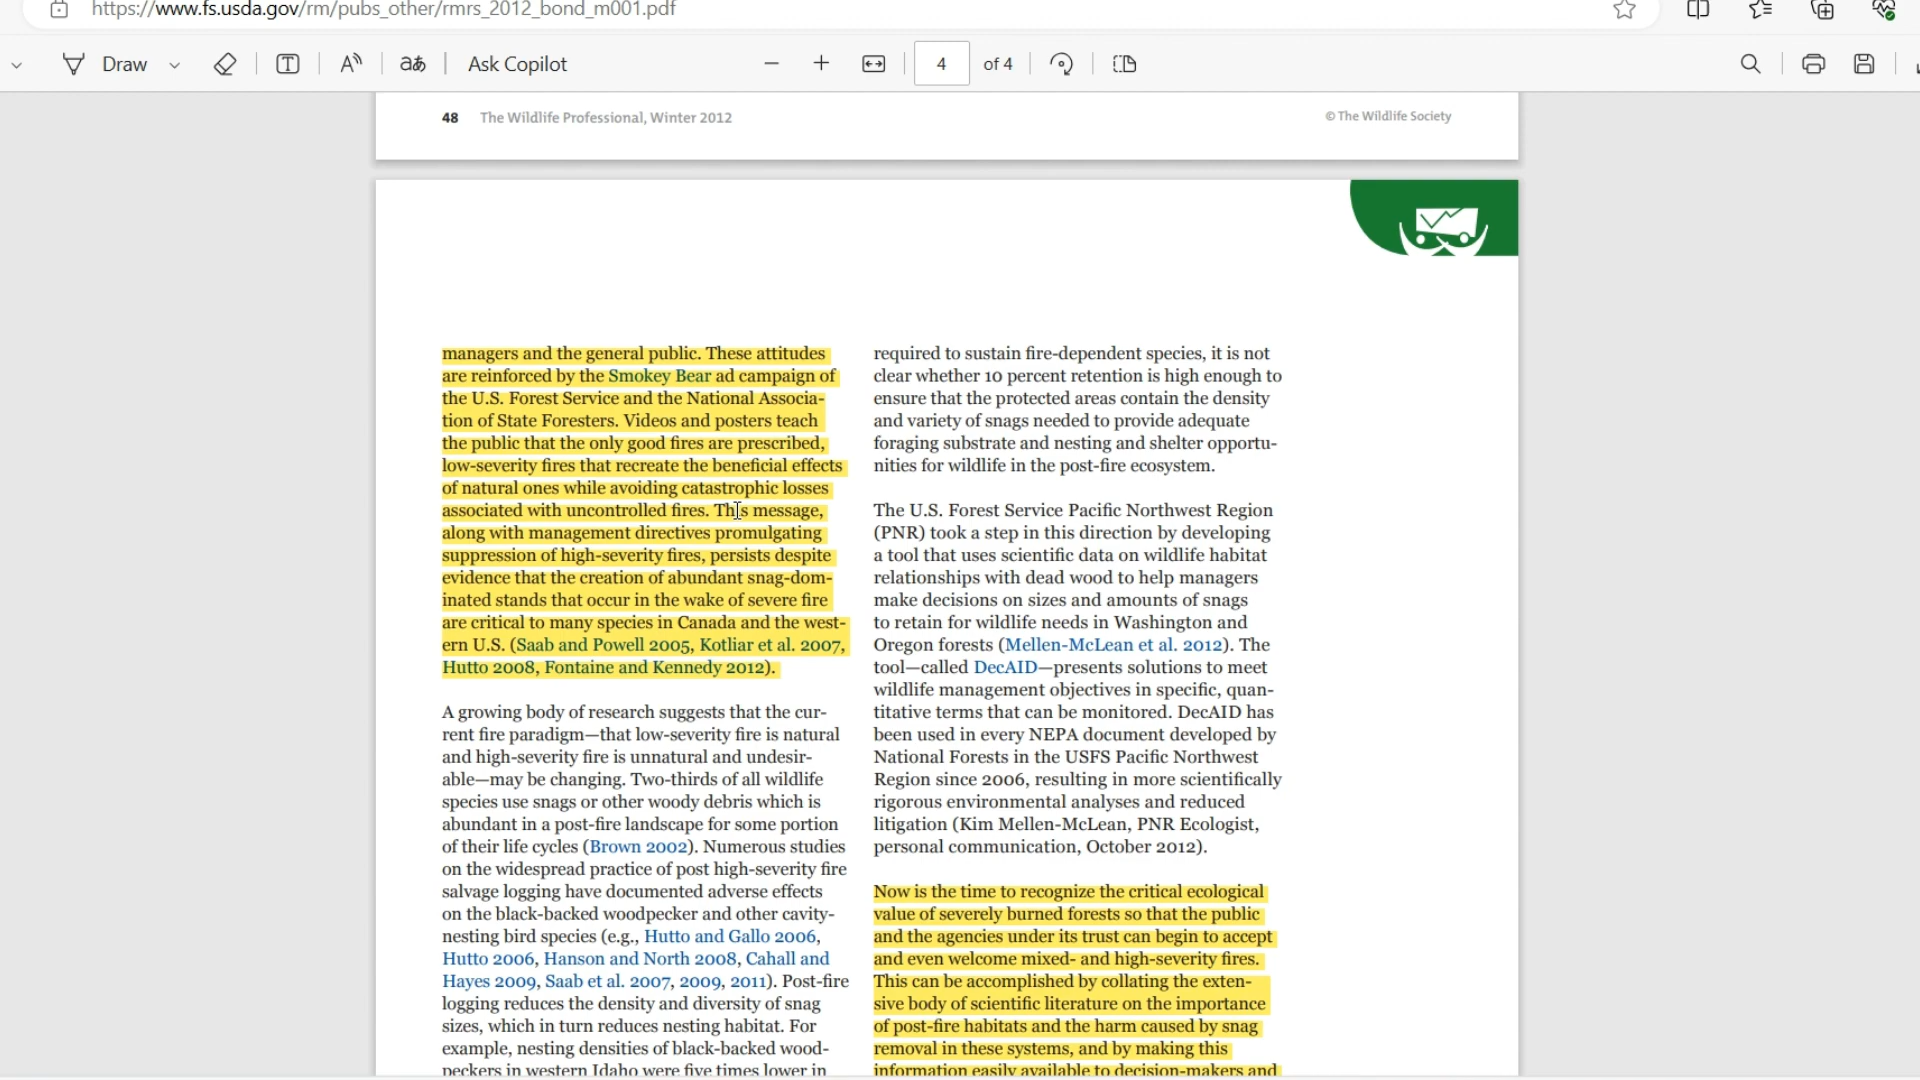 https://www.fs.usda.gov/rm/pubs_other/rmrs_2012_bond_m001.pdf
Draw
Ask Copilot
4 of 4
48 The Wildlife Professional, Winter 2012
© The Wildlife Society
managers and the general public. These attitudes
are reinforced by the Smokey Bear ad campaign of
the U.S. Forest Service and the National Associa-
tion of State Foresters. Videos and posters teach
the public that the only good fires are prescribed,
low-severity fires that recreate the beneficial effects
of natural ones while avoiding catastrophic losses
associated with uncontrolled fires. This message,
along with management directives promulgating
suppression of high-severity fires, persists despite
evidence that the creation of abundant snag-dom-
inated stands that occur in the wake of severe fire
are critical to many species in Canada and the west-
ern U.S. (Saab and Powell 2005, Kotliar et al. 2007,
Hutto 2008, Fontaine and Kennedy 2012).
A growing body of research suggests that the cur-
rent fire paradigm—that low-severity fire is natural
and high-severity fire is unnatural and undesir-
able—may be changing. Two-thirds of all wildlife
species use snags or other woody debris which is
abundant in a post-fire landscape for some portion
of their life cycles (Brown 2002). Numerous studies
on the widespread practice of post high-severity fire
salvage logging have documented adverse effects
on the black-backed woodpecker and other cavity-
nesting bird species (e.g., Hutto and Gallo 2006,
Hutto 2006, Hanson and North 2008, Cahall and
Hayes 2009, Saab et al. 2007, 2009, 2011). Post-fire
logging reduces the density and diversity of snag
sizes, which in turn reduces nesting habitat. For
example, nesting densities of black-backed wood-
peckers in western Idaho were five times lower in
required to sustain fire-dependent species, it is not
clear whether 10 percent retention is high enough to
ensure that the protected areas contain the density
and variety of snags needed to provide adequate
foraging substrate and nesting and shelter opportu-
nities for wildlife in the post-fire ecosystem.
The U.S. Forest Service Pacific Northwest Region
(PNR) took a step in this direction by developing
a tool that uses scientific data on wildlife habitat
relationships with dead wood to help managers
make decisions on sizes and amounts of snags
to retain for wildlife needs in Washington and
Oregon forests (Mellen-McLean et al. 2012). The
tool—called DecAID—presents solutions to meet
wildlife management objectives in specific, quan-
titative terms that can be monitored. DecAID has
been used in every NEPA document developed by
National Forests in the USFS Pacific Northwest
Region since 2006, resulting in more scientifically
rigorous environmental analyses and reduced
litigation (Kim Mellen-McLean, PNR Ecologist,
personal communication, October 2012).
Now is the time to recognize the critical ecological
value of severely burned forests so that the public
and the agencies under its trust can begin to accept
and even welcome mixed- and high-severity fires.
This can be accomplished by collating the exten-
sive body of scientific literature on the importance
of post-fire habitats and the harm caused by snag
removal in these systems, and by making this
information easily available to decision-makers and